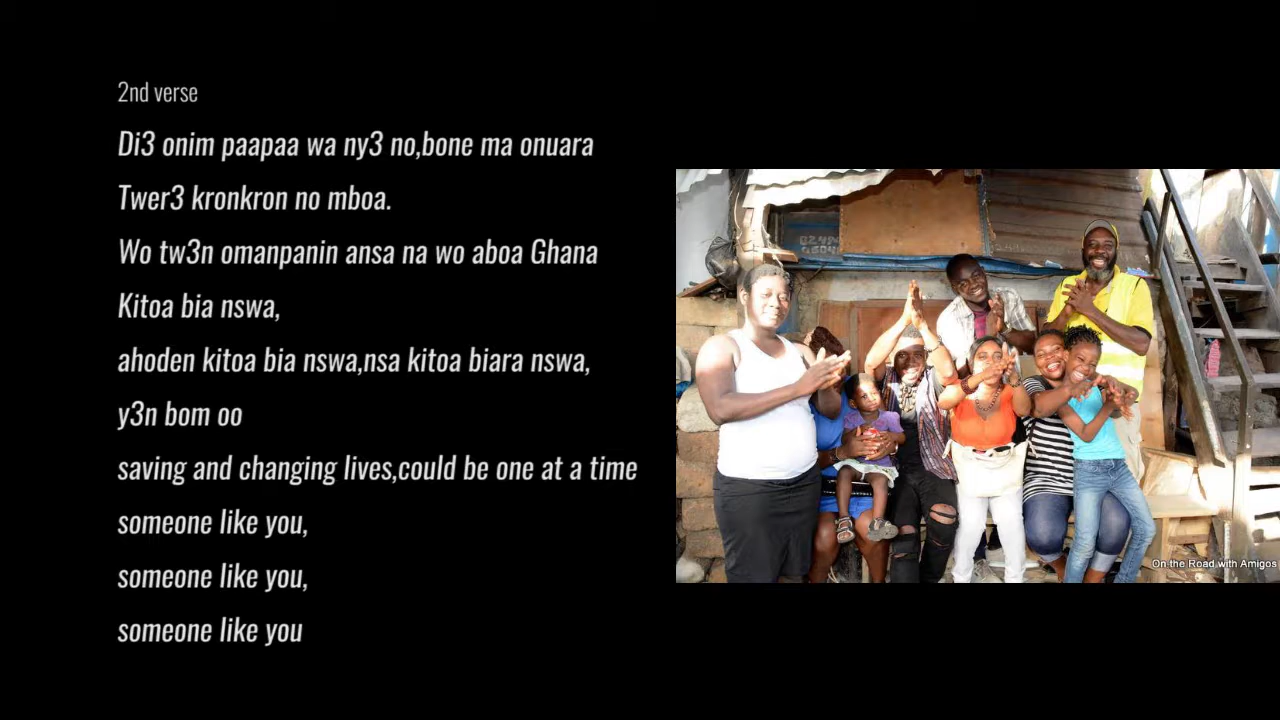 2nd verse
Di3 onim paapaa wa ny3 no,bone ma onuara
Twer3 kronkron no mboa.
Wo tw3n omanpanin ansa na wo aboa Ghana
Kitoa bia nswa,
ahoden kitoa bia nswa,nsa kitoa biara nswa,
y3n bom oo
saving and changing lives,could be one at a time
someone like you,
someone like you,
someone like you
On the Road with Amigos